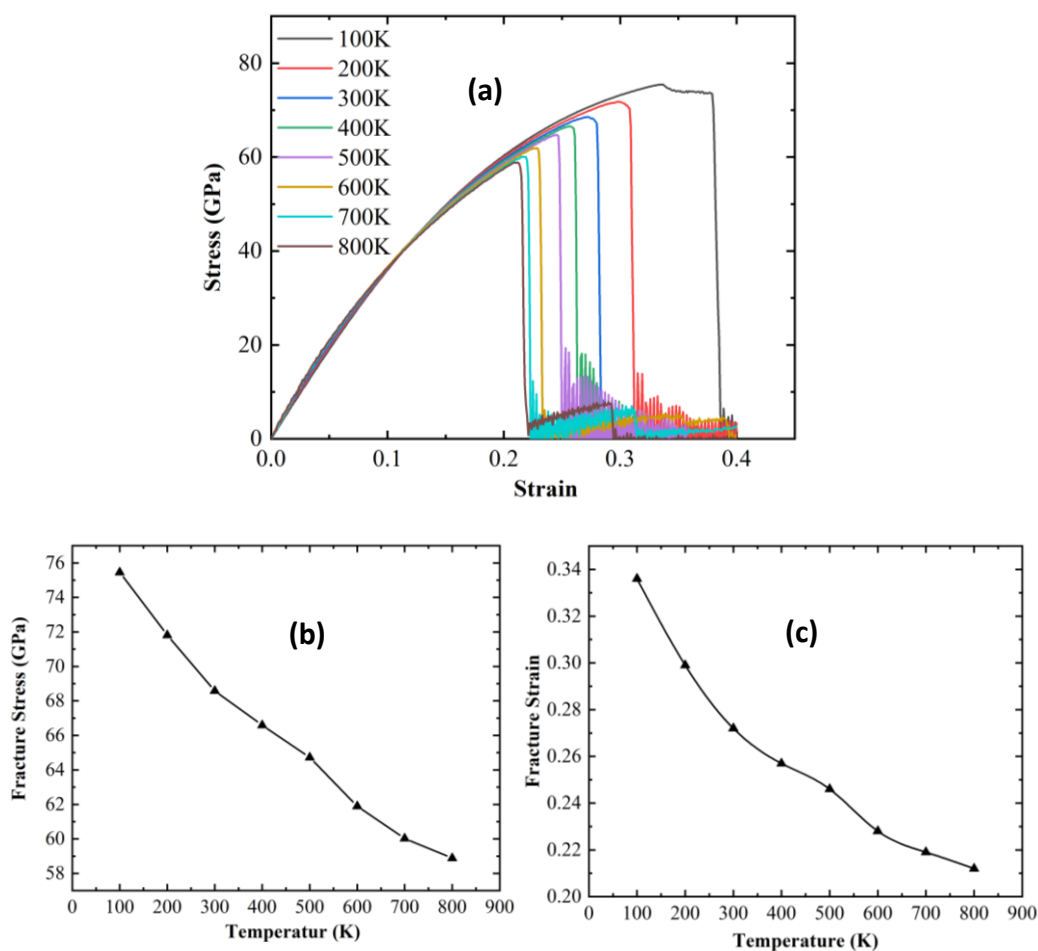 100K
200K
300K
400K
500K
600K
700K
800K
(a)
80
60
40
20
0
Stress (GPa)
0.0 0.1 0.2 0.3 0.4
Strain
76
74
72
70
68
66
64
62
60
58
Fracture Stress (GPa)
(b)
0 100 200 300 400 500 600 700 800 900
Temperatur (K)
0.34
0.32
0.30
0.28
0.26
0.24
0.22
0.20
Fracture Strain
(c)
0 100 200 300 400 500 600 700 800 900
Temperature (K)